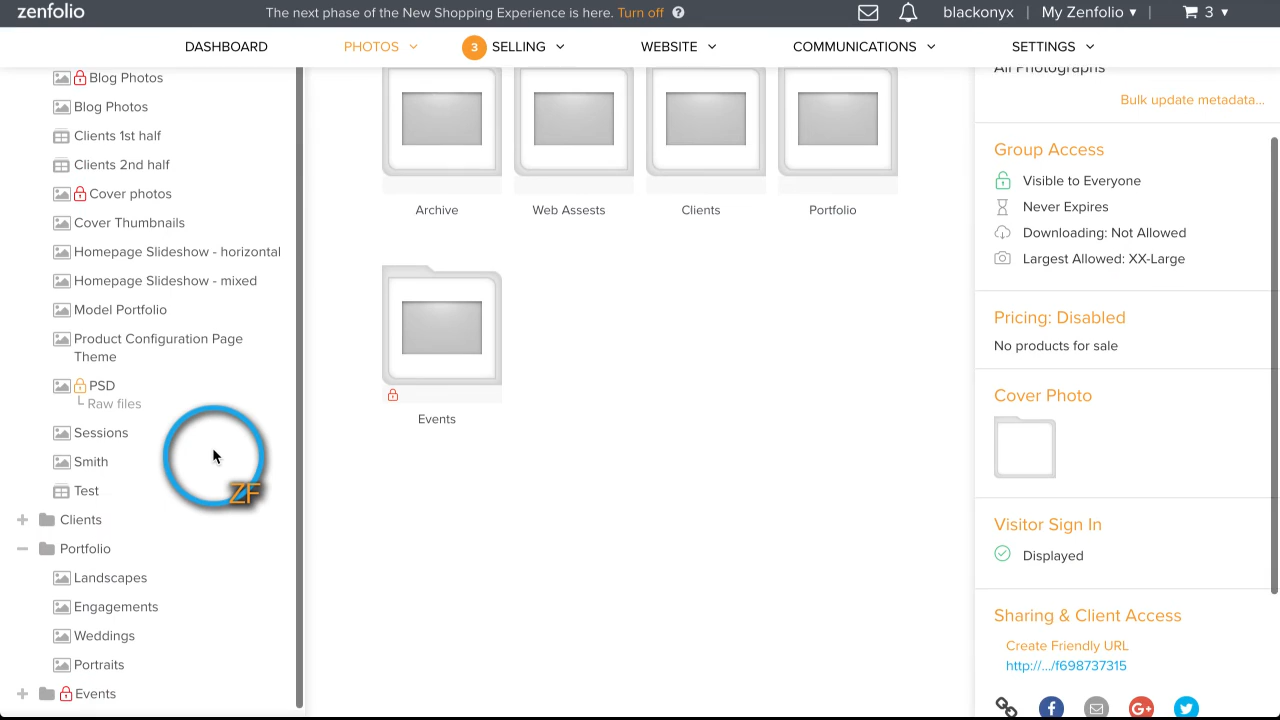 zenfolio
The next phase of the New Shopping Experience is here. Turn off ?
blackonyx | My Zenfolio ▾ | 3 ▾
DASHBOARD
PHOTOS
3 SELLING
WEBSITE
COMMUNICATIONS
SETTINGS
Blog Photos
Blog Photos
Clients 1st half
Clients 2nd half
Cover photos
Cover Thumbnails
Homepage Slideshow - horizontal
Homepage Slideshow - mixed
Model Portfolio
Product Configuration Page
Theme
PSD
Raw files
Sessions
Smith
Test
Clients
Portfolio
Landscapes
Engagements
Weddings
Portraits
Events
ZF
Archive
Web Assests
Clients
Portfolio
Events
All Photographs
Bulk update metadata...
Group Access
Visible to Everyone
Never Expires
Downloading: Not Allowed
Largest Allowed: XX-Large
Pricing: Disabled
No products for sale
Cover Photo
Visitor Sign In
Displayed
Sharing & Client Access
Create Friendly URL
http://.../f698737315